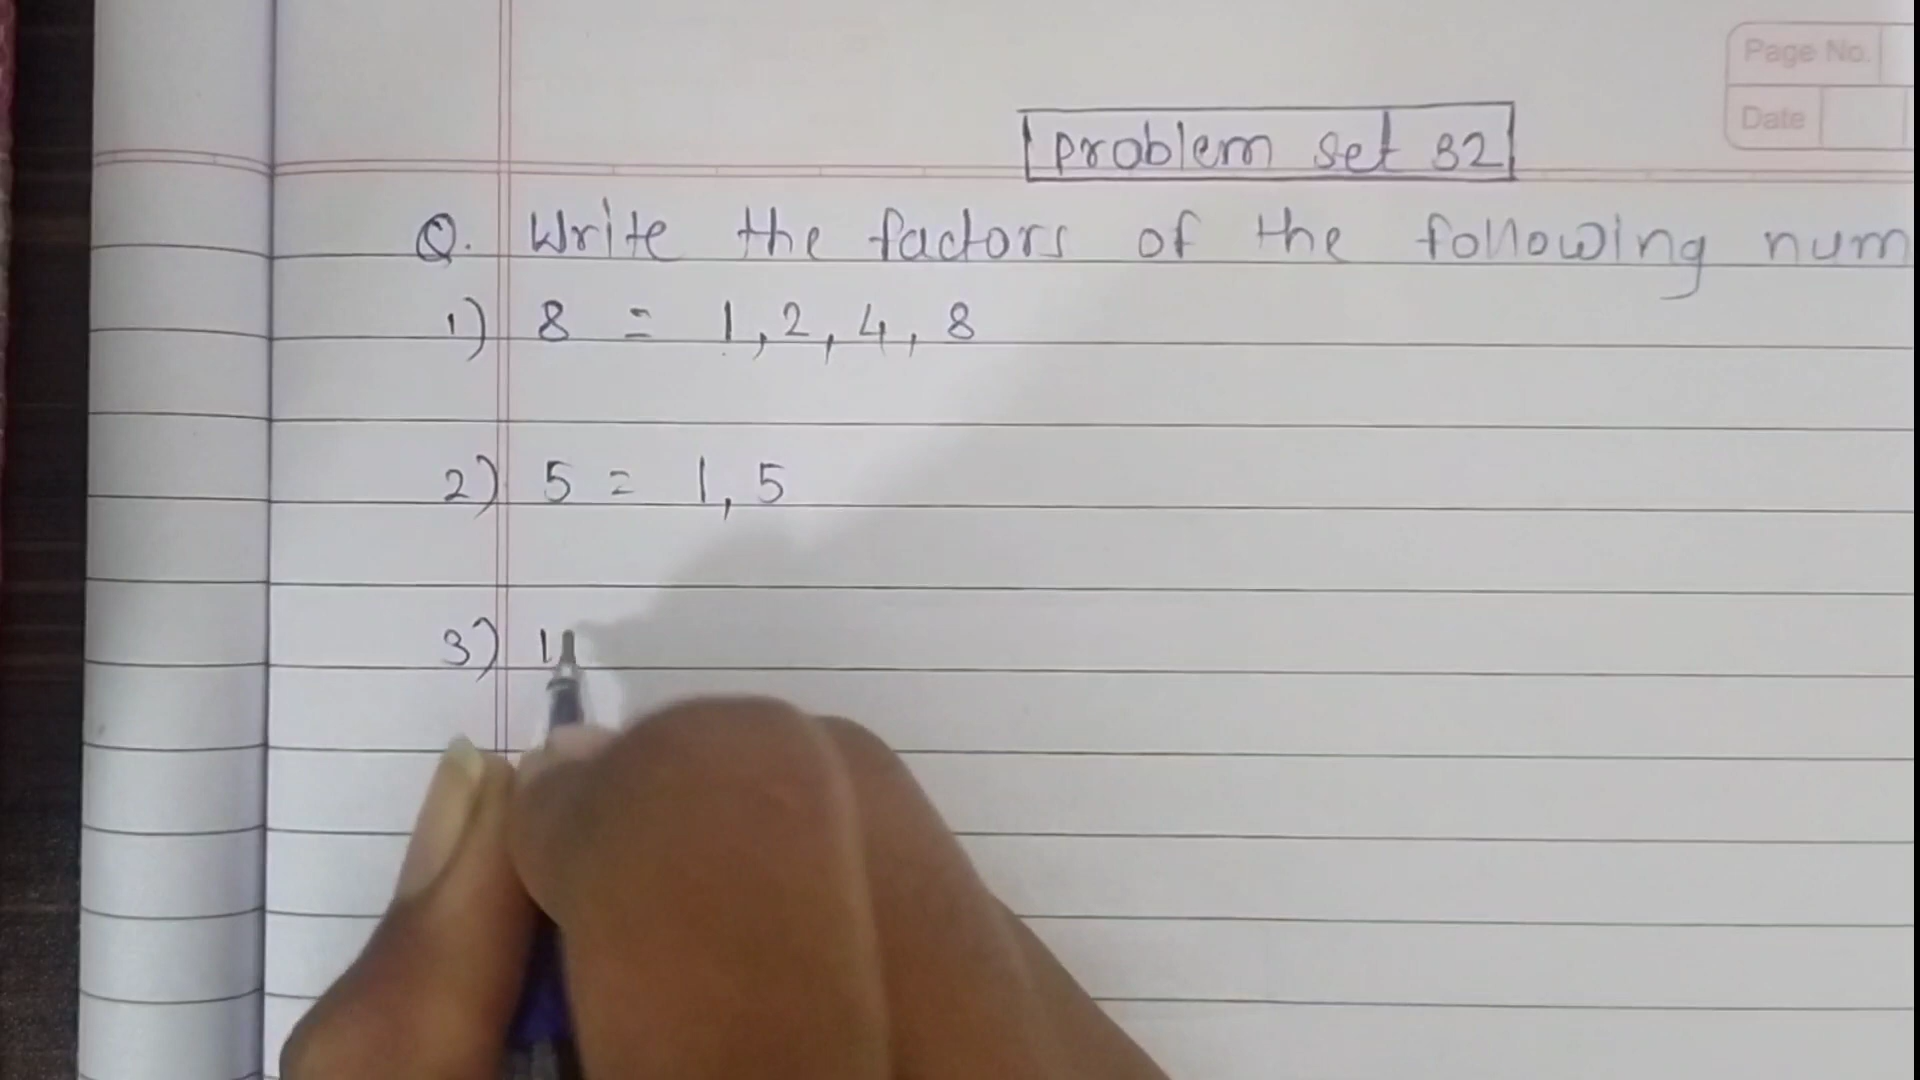 Page No.
Date
Problem set 32
Q. Write the factors of the following num
1) 8 = 1, 2, 4, 8
2) 5 = 1, 5
3) 1